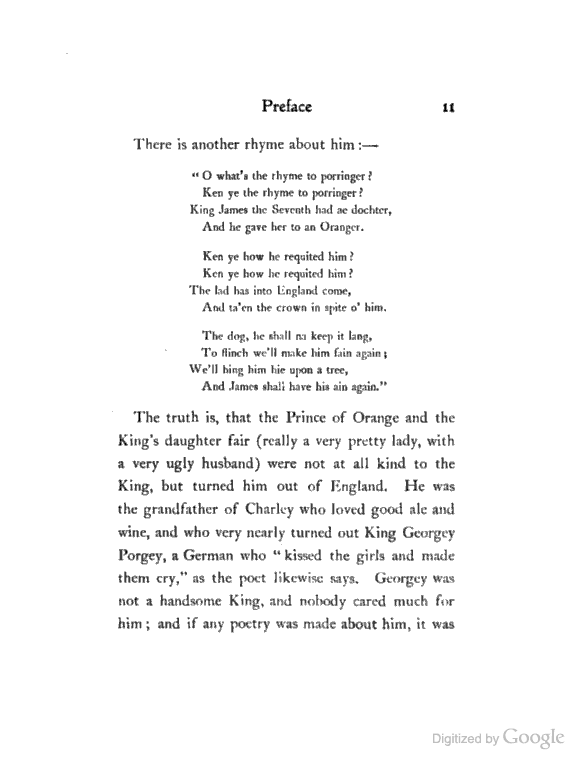 Preface 11
There is another rhyme about him :—
“ O what's the rhyme to porringer ?
Ken ye the rhyme to porringer ?
King James the Seventh had ae dochter,
And he gave her to an Oranger.
Ken ye how he requited him ?
Ken ye how he requited him ?
The lad has into England come,
And ta'en the crown in spite o' him.
The dog, he shall na keep it lang,
To flinch we'll make him fain again ;
We'll hing him hie upon a tree,
And James shall have his ain again.”
The truth is, that the Prince of Orange and the
King's daughter fair (really a very pretty lady, with
a very ugly husband) were not at all kind to the
King, but turned him out of England. He was
the grandfather of Charley who loved good ale and
wine, and who very nearly turned out King Georgey
Porgey, a German who “ kissed the girls and made
them cry,” as the poet likewise says. Georgey was
not a handsome King, and nobody cared much for
him ; and if any poetry was made about him, it was
Digitized by Google